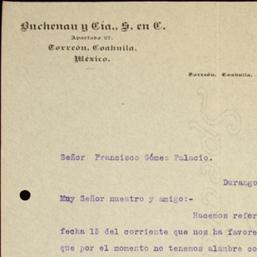 Buchenau y Cia., S. en C.
Apartado 27.
Torreón, Coahuila,
México.
Torreón, Coahuila,
Señor Francisco Gómez Palacio.
Durango
Muy Señor nuestro y amigo:-
Hacemos refer
fecha 15 del corriente que nos ha favore
que por el momento no tenemos alambre co